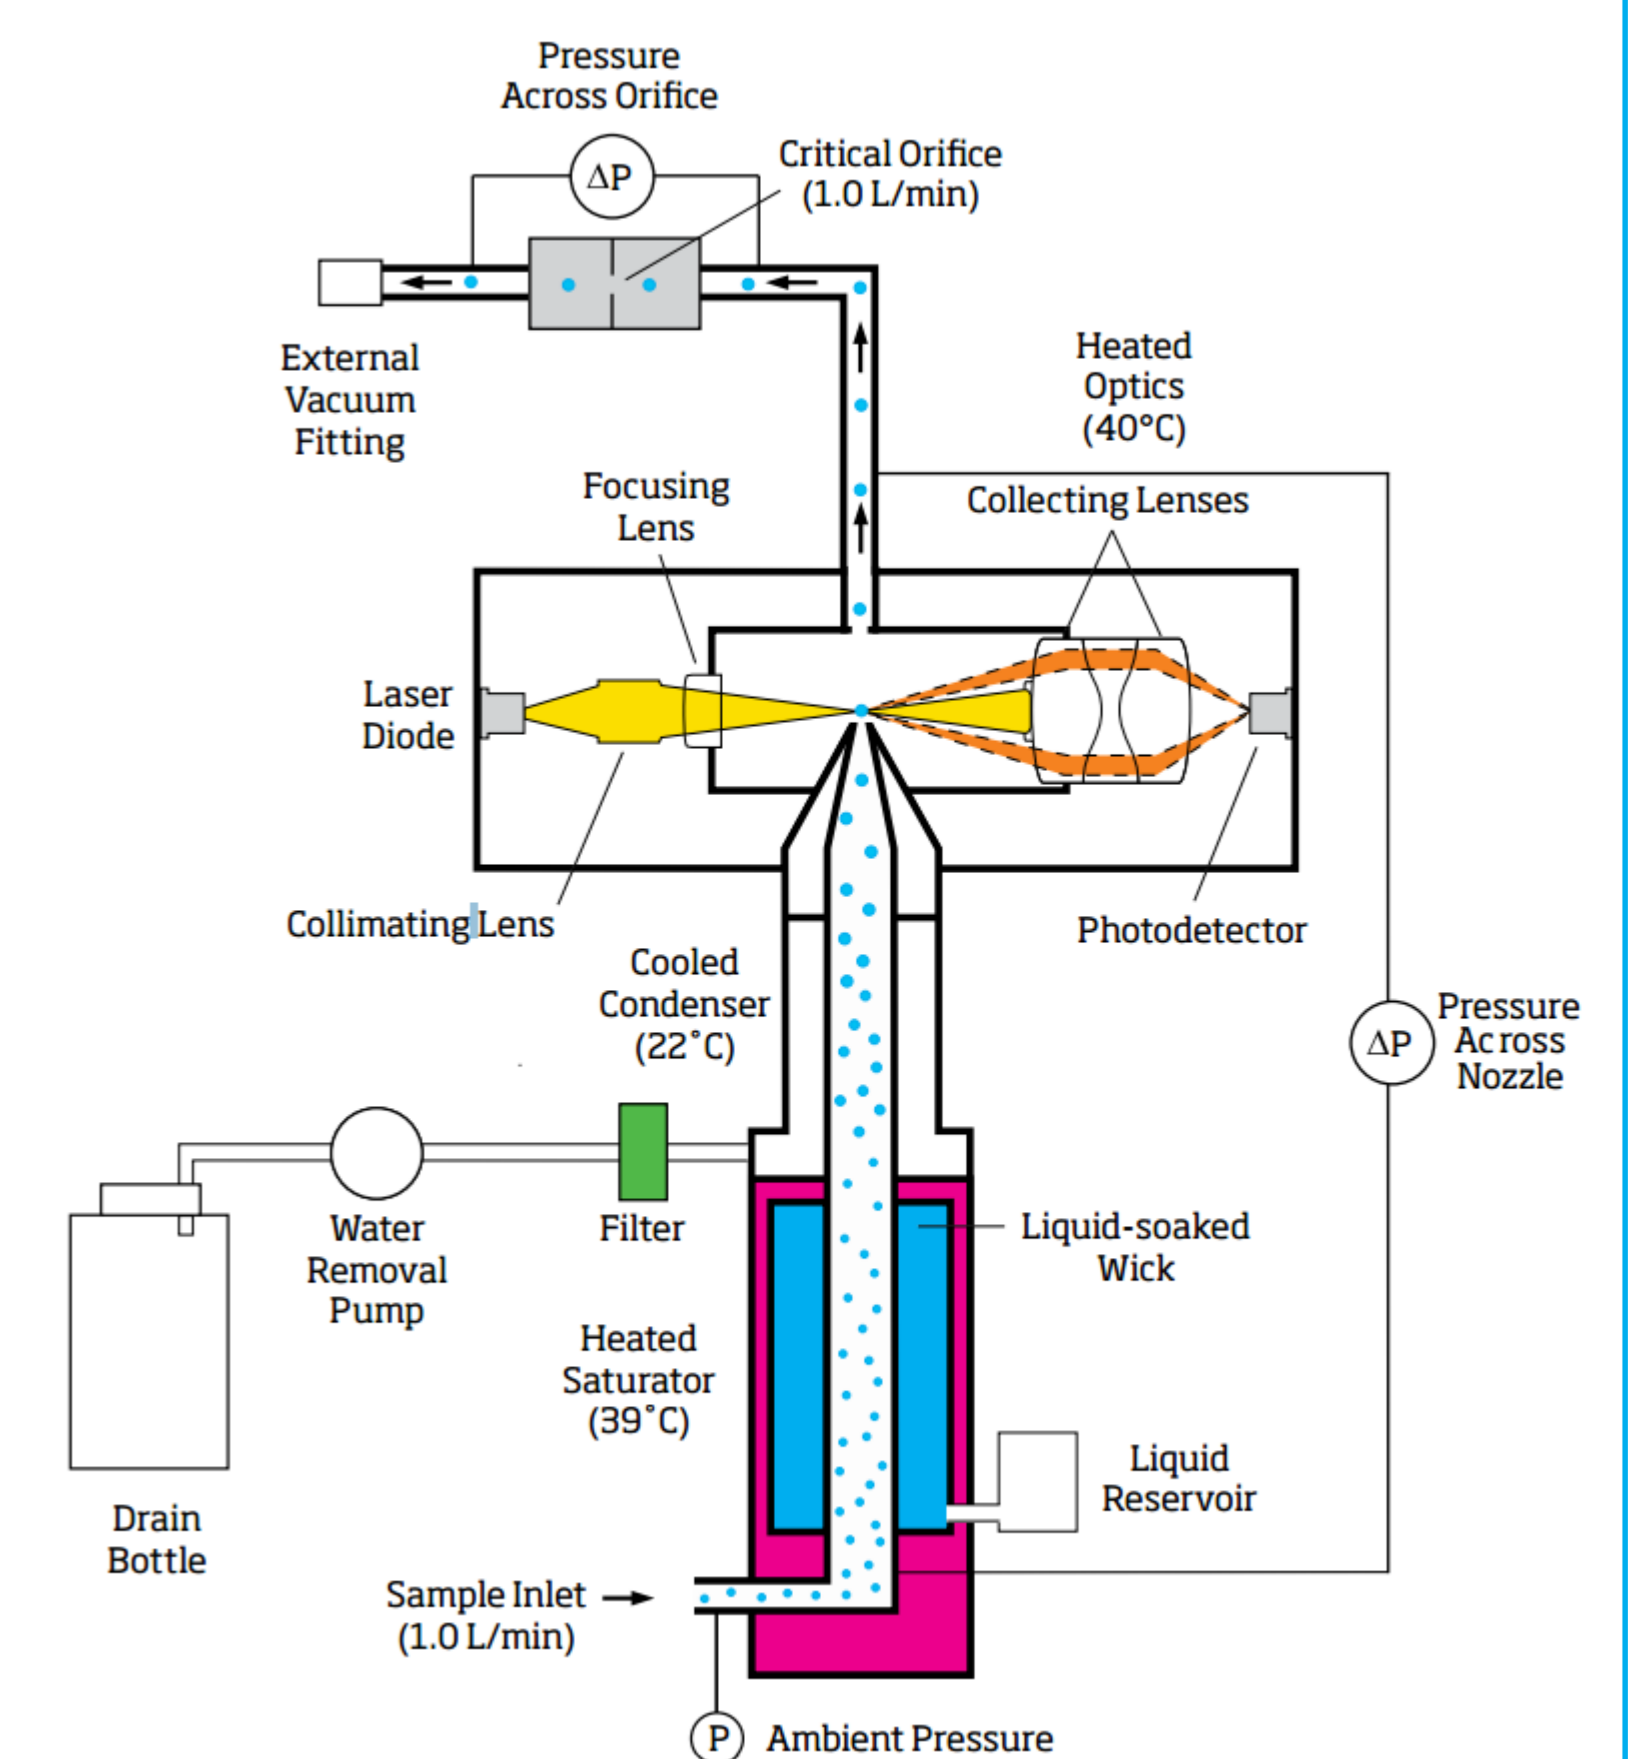 Pressure
Across Orifice
ΔP
Critical Orifice
(1.0 L/min)
External
Vacuum
Fitting
Heated
Optics
(40°C)
Focusing
Lens
Collecting Lenses
Laser
Diode
Collimating Lens
Photodetector
Cooled
Condenser
(22°C)
ΔP
Pressure
Across
Nozzle
Water
Removal
Pump
Filter
Liquid-soaked
Wick
Heated
Saturator
(39°C)
Liquid
Reservoir
Drain
Bottle
Sample Inlet
(1.0 L/min)
P
Ambient Pressure